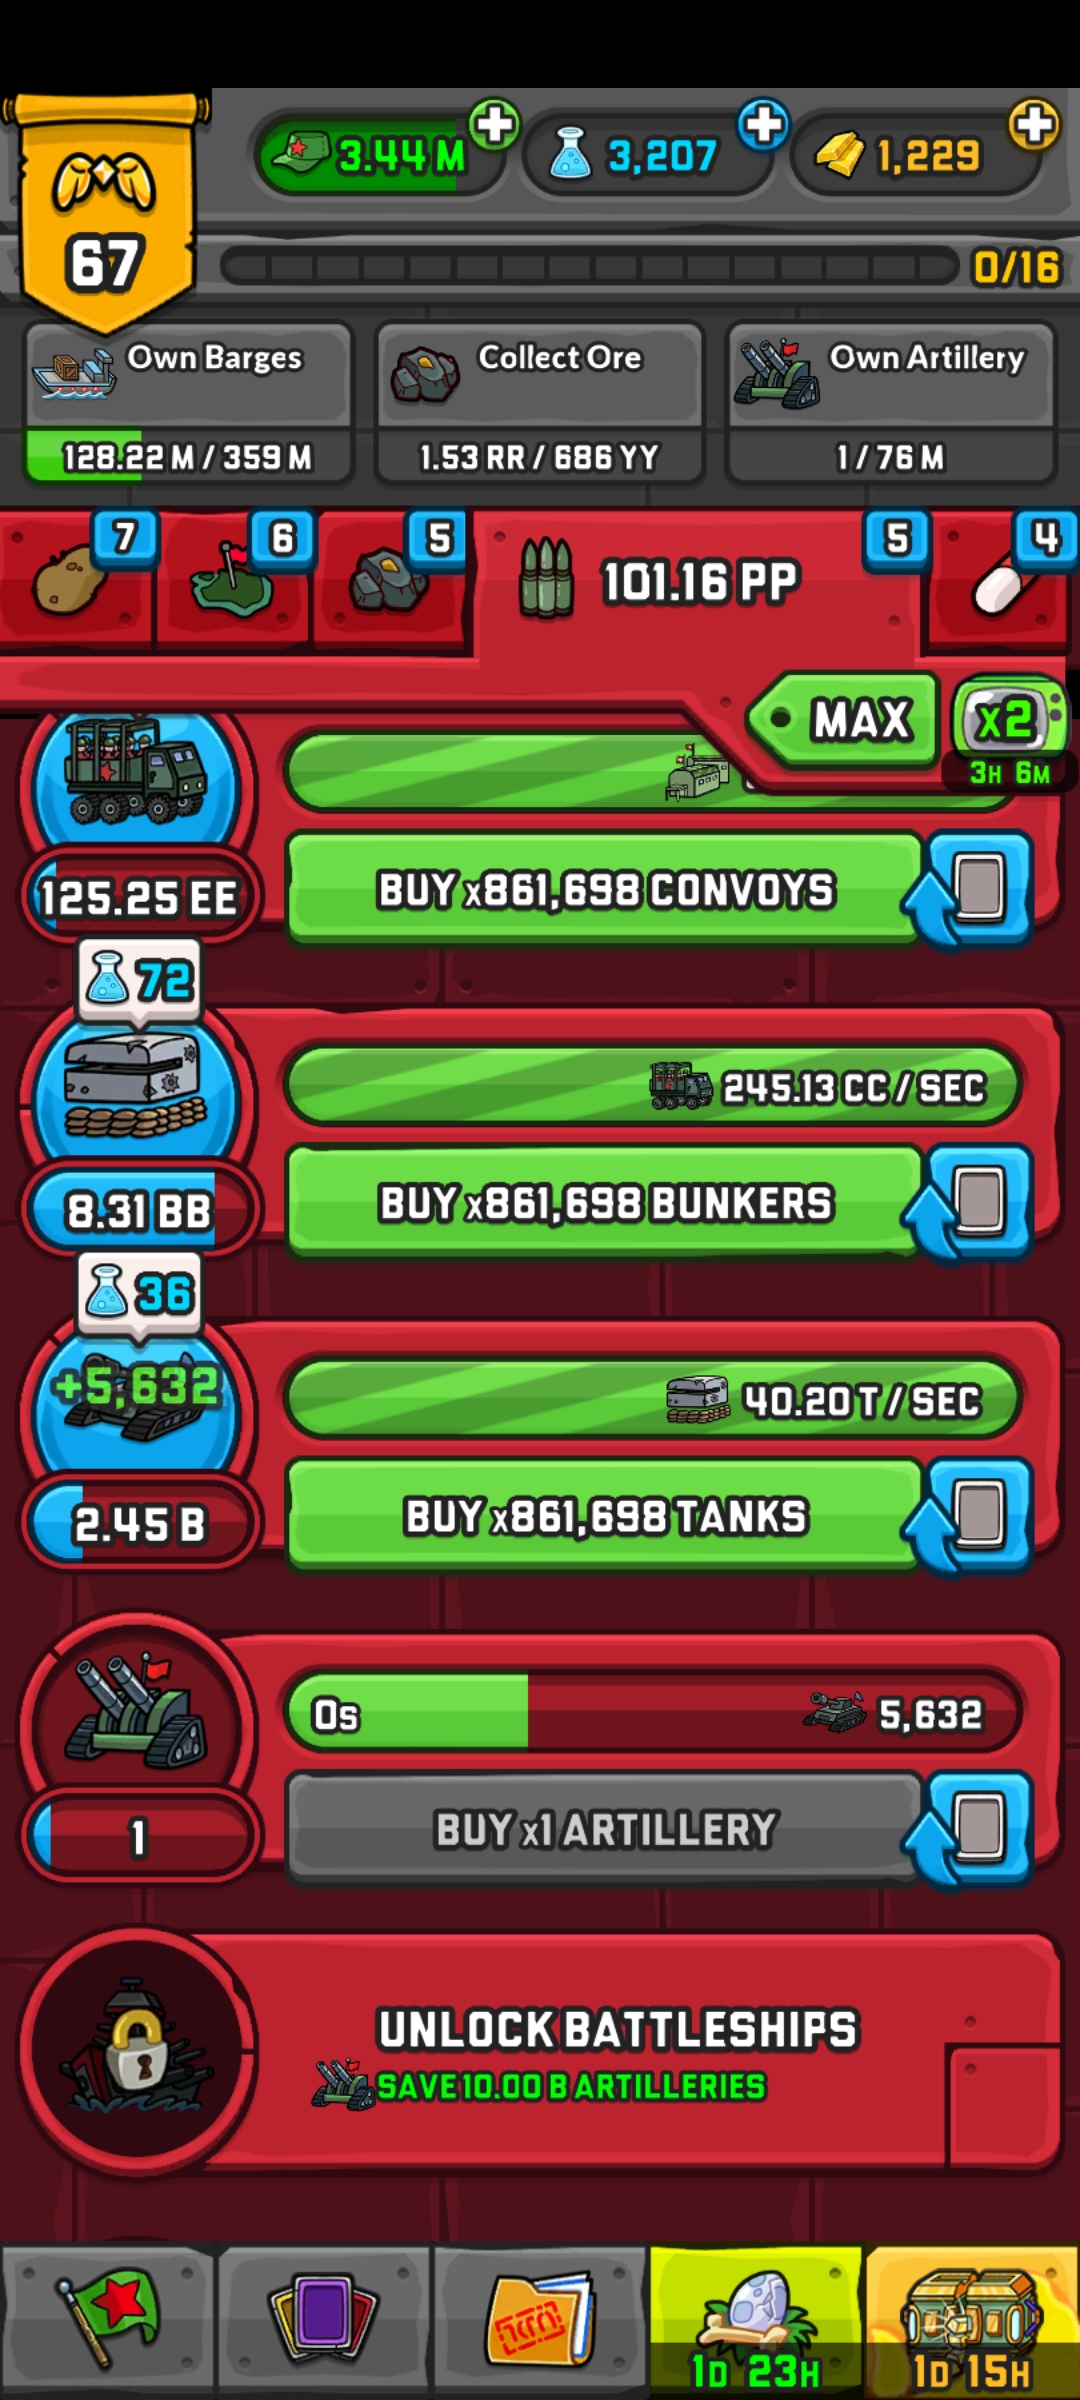 67
3.44 M
3,207
1,229
0/16
Own Barges
128.22 M / 359 M
Collect Ore
1.53 RR / 686 YY
Own Artillery
1 / 76 M
7
6
5
101.16 PP
5
4
MAX
x2
3H 6M
125.25 EE
BUY x861,698 CONVOYS
72
245.13 CC / SEC
8.31 BB
BUY x861,698 BUNKERS
36
+5,632
40.20 T / SEC
2.45 B
BUY x861,698 TANKS
0s
5,632
1
BUY x1 ARTILLERY
UNLOCK BATTLESHIPS
SAVE 10.00 B ARTILLERIES
1D 23H
1D 15H